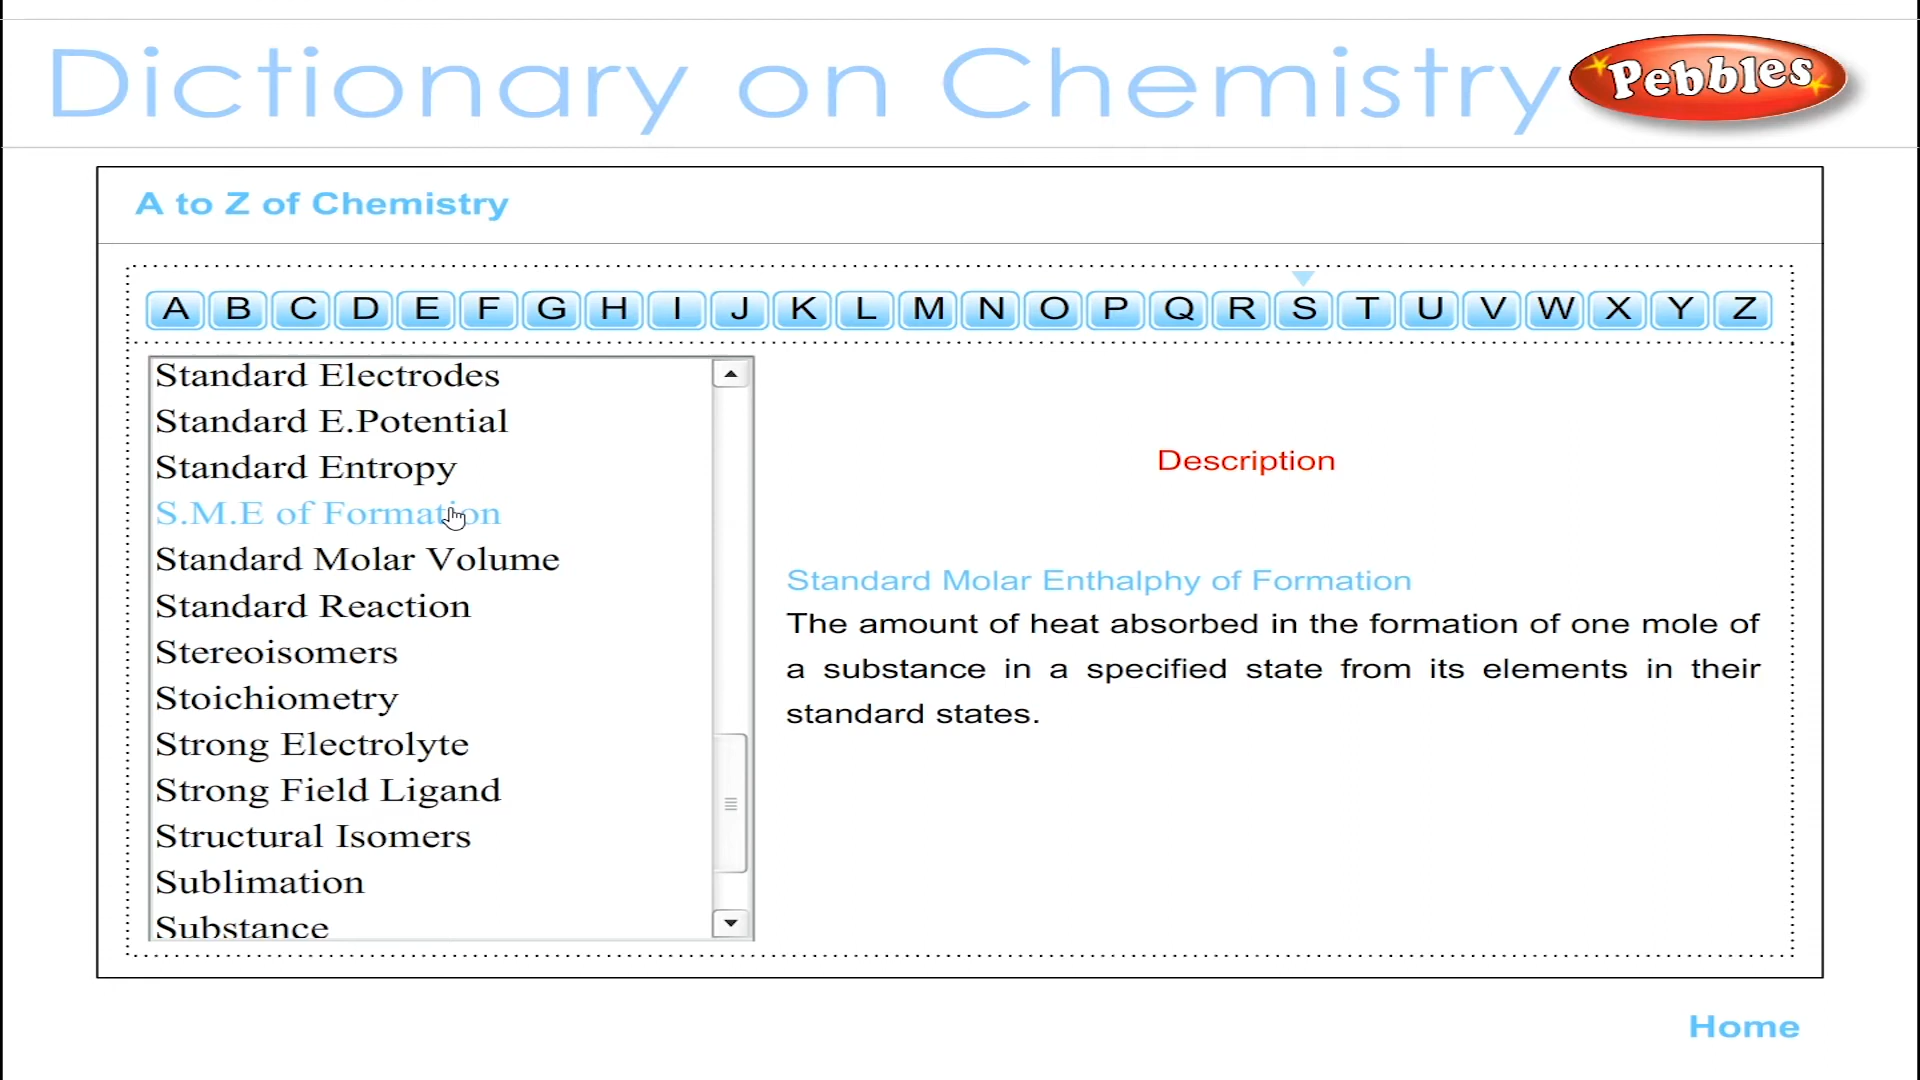 Dictionary on Chemistry
Pebbles
A to Z of Chemistry
A B C D E F G H I J K L M N O P Q R S T U V W X Y Z
Standard Electrodes
Standard E.Potential
Standard Entropy
S.M.E of Formation
Standard Molar Volume
Standard Reaction
Stereoisomers
Stoichiometry
Strong Electrolyte
Strong Field Ligand
Structural Isomers
Sublimation
Substance
Description
Standard Molar Enthalphy of Formation
The amount of heat absorbed in the formation of one mole of
a substance in a specified state from its elements in their
standard states.
Home